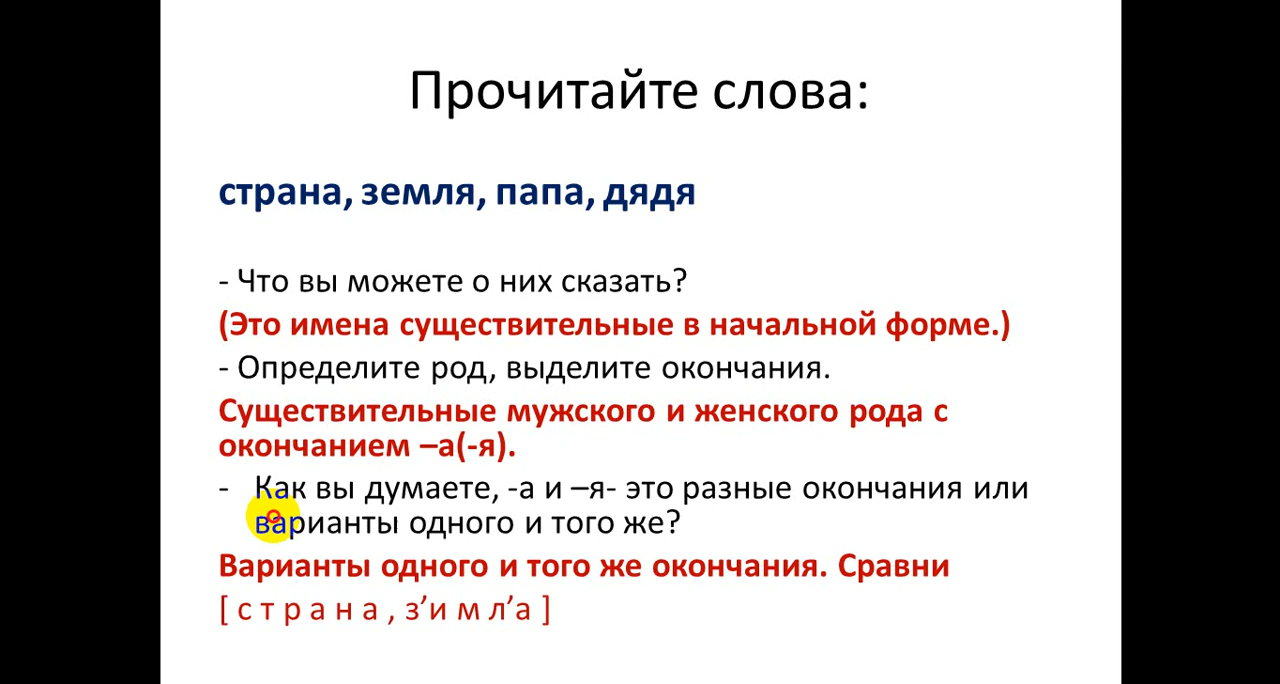 Прочитайте слова:
страна, земля, папа, дядя
- Что вы можете о них сказать?
(Это имена существительные в начальной форме.)
- Определите род, выделите окончания.
Существительные мужского и женского рода с
окончанием –а(-я).
- Как вы думаете, -а и –я- это разные окончания или
варианты одного и того же?
Варианты одного и того же окончания. Сравни
[ с т р а н а , з’и м л’а ]